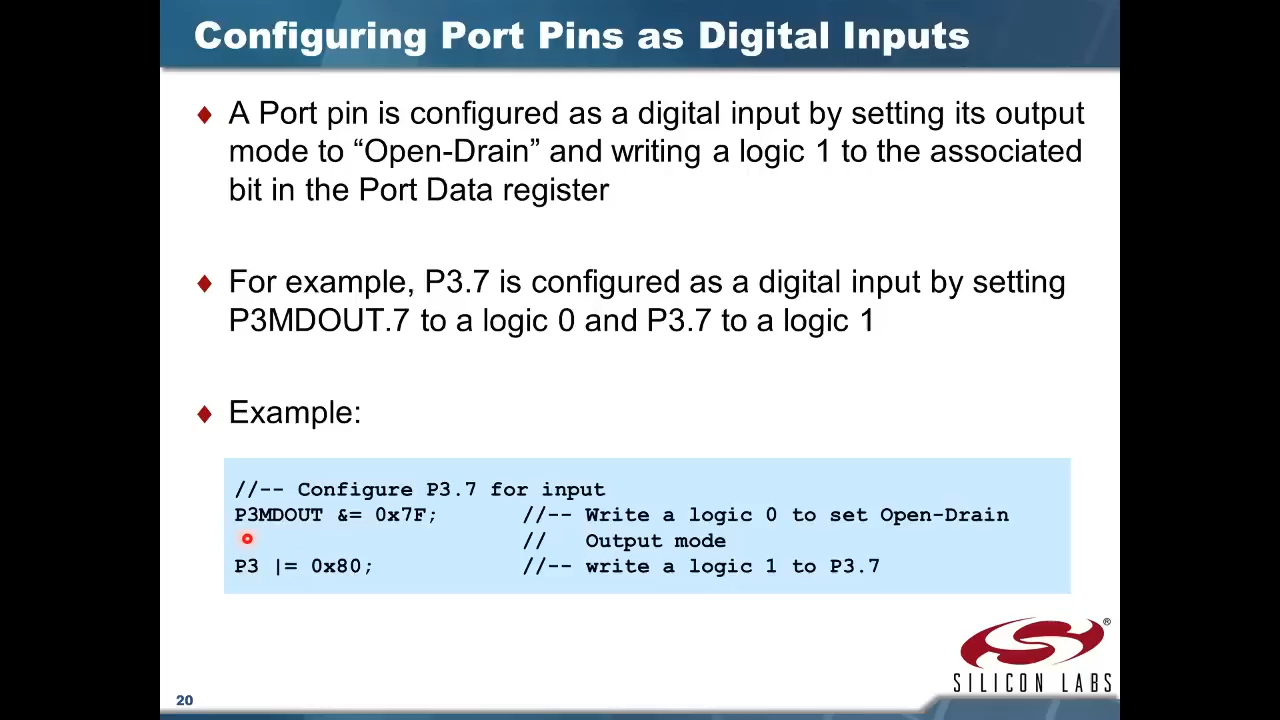 Configuring Port Pins as Digital Inputs
A Port pin is configured as a digital input by setting its output
mode to “Open-Drain” and writing a logic 1 to the associated
bit in the Port Data register
For example, P3.7 is configured as a digital input by setting
P3MDOUT.7 to a logic 0 and P3.7 to a logic 1
Example:
//-- Configure P3.7 for input
P3MDOUT &= 0x7F; //-- Write a logic 0 to set Open-Drain
// Output mode
P3 |= 0x80; //-- write a logic 1 to P3.7
®
SILICON LABS
20